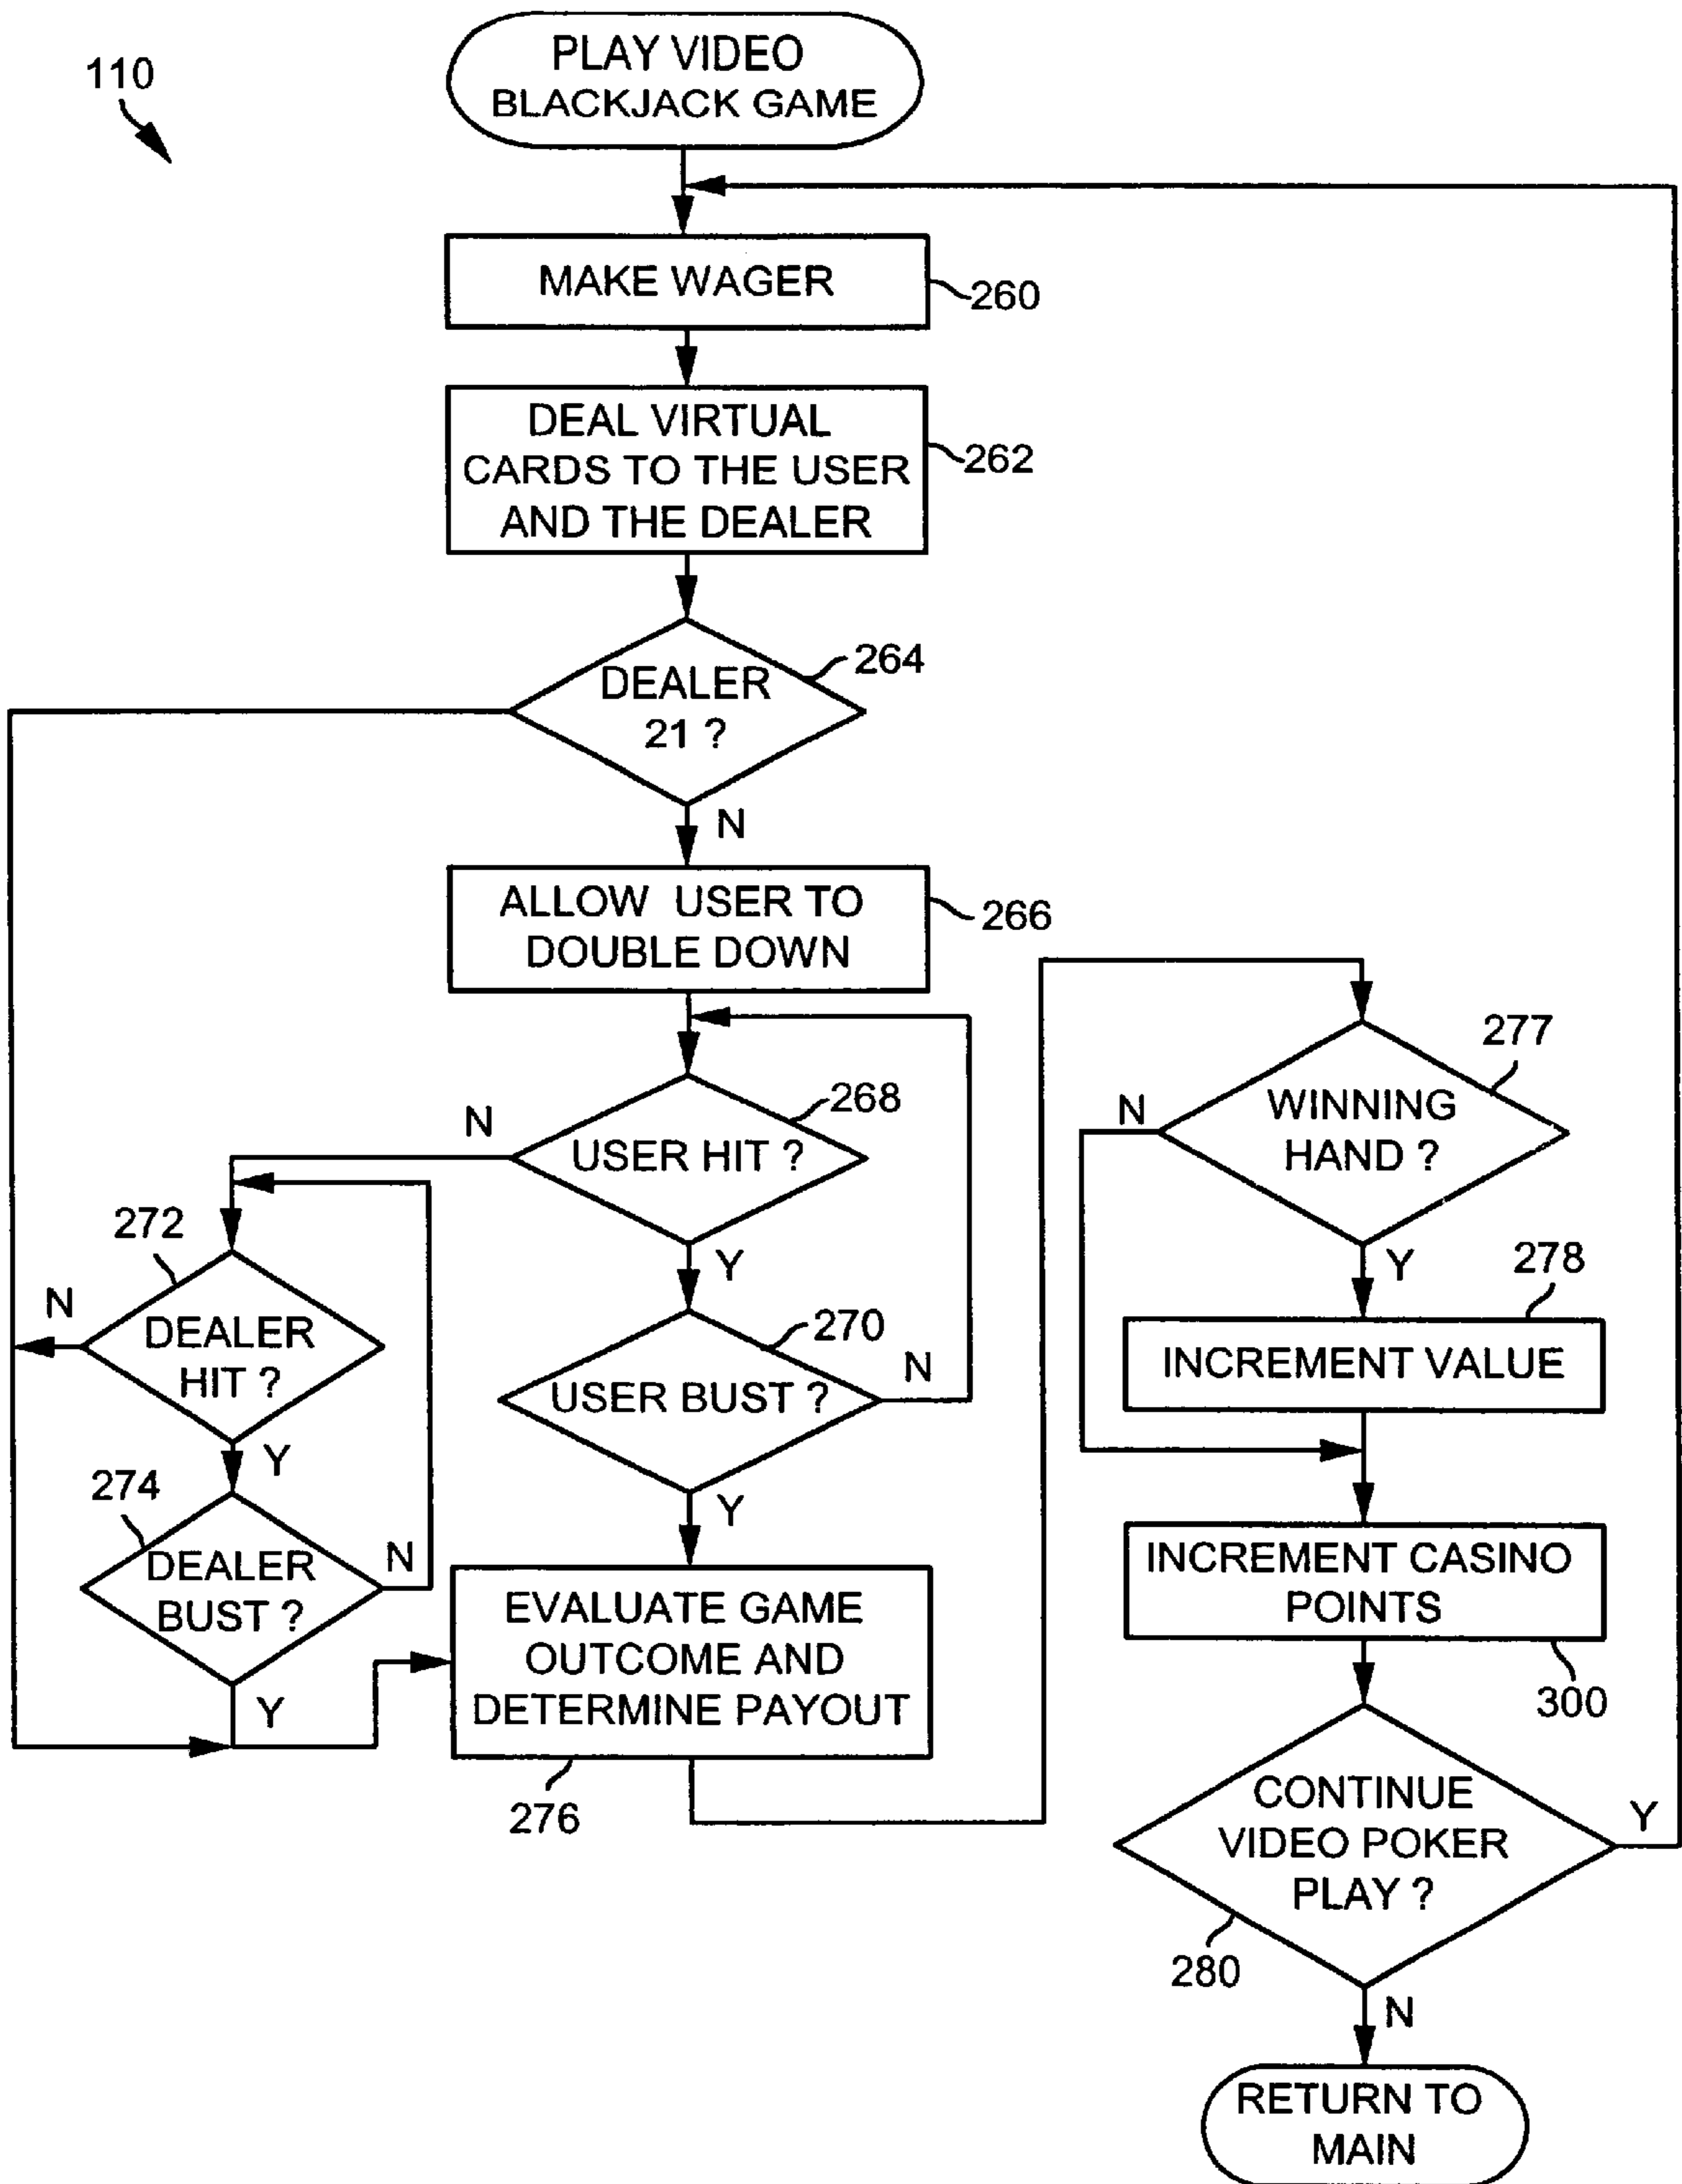 110
PLAY VIDEO
BLACKJACK GAME
MAKE WAGER
260
DEAL VIRTUAL
CARDS TO THE USER
AND THE DEALER
262
DEALER
21 ?
264
N
ALLOW USER TO
DOUBLE DOWN
266
USER HIT ?
268
N
Y
USER BUST ?
270
N
Y
DEALER
HIT ?
272
N
Y
DEALER
BUST ?
274
N
Y
EVALUATE GAME
OUTCOME AND
DETERMINE PAYOUT
276
WINNING
HAND ?
277
N
Y
INCREMENT VALUE
278
INCREMENT CASINO
POINTS
300
CONTINUE
VIDEO POKER
PLAY ?
280
Y
N
RETURN TO
MAIN